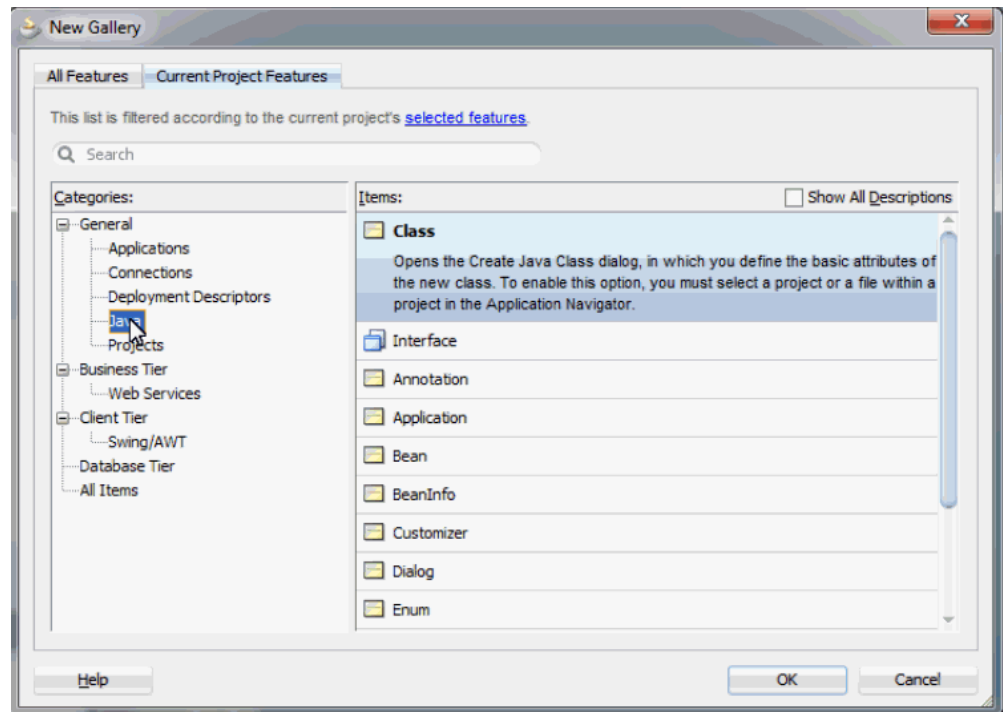 New Gallery
All Features
Current Project Features
This list is filtered according to the current project's selected features.
Search
Categories:
General
Applications
Connections
Deployment Descriptors
Java
Projects
Business Tier
Web Services
Client Tier
Swing/AWT
Database Tier
All Items
Items:
Show All Descriptions
Class
Opens the Create Java Class dialog, in which you define the basic attributes of
the new class. To enable this option, you must select a project or a file within a
project in the Application Navigator.
Interface
Annotation
Application
Bean
BeanInfo
Customizer
Dialog
Enum
Help
OK
Cancel